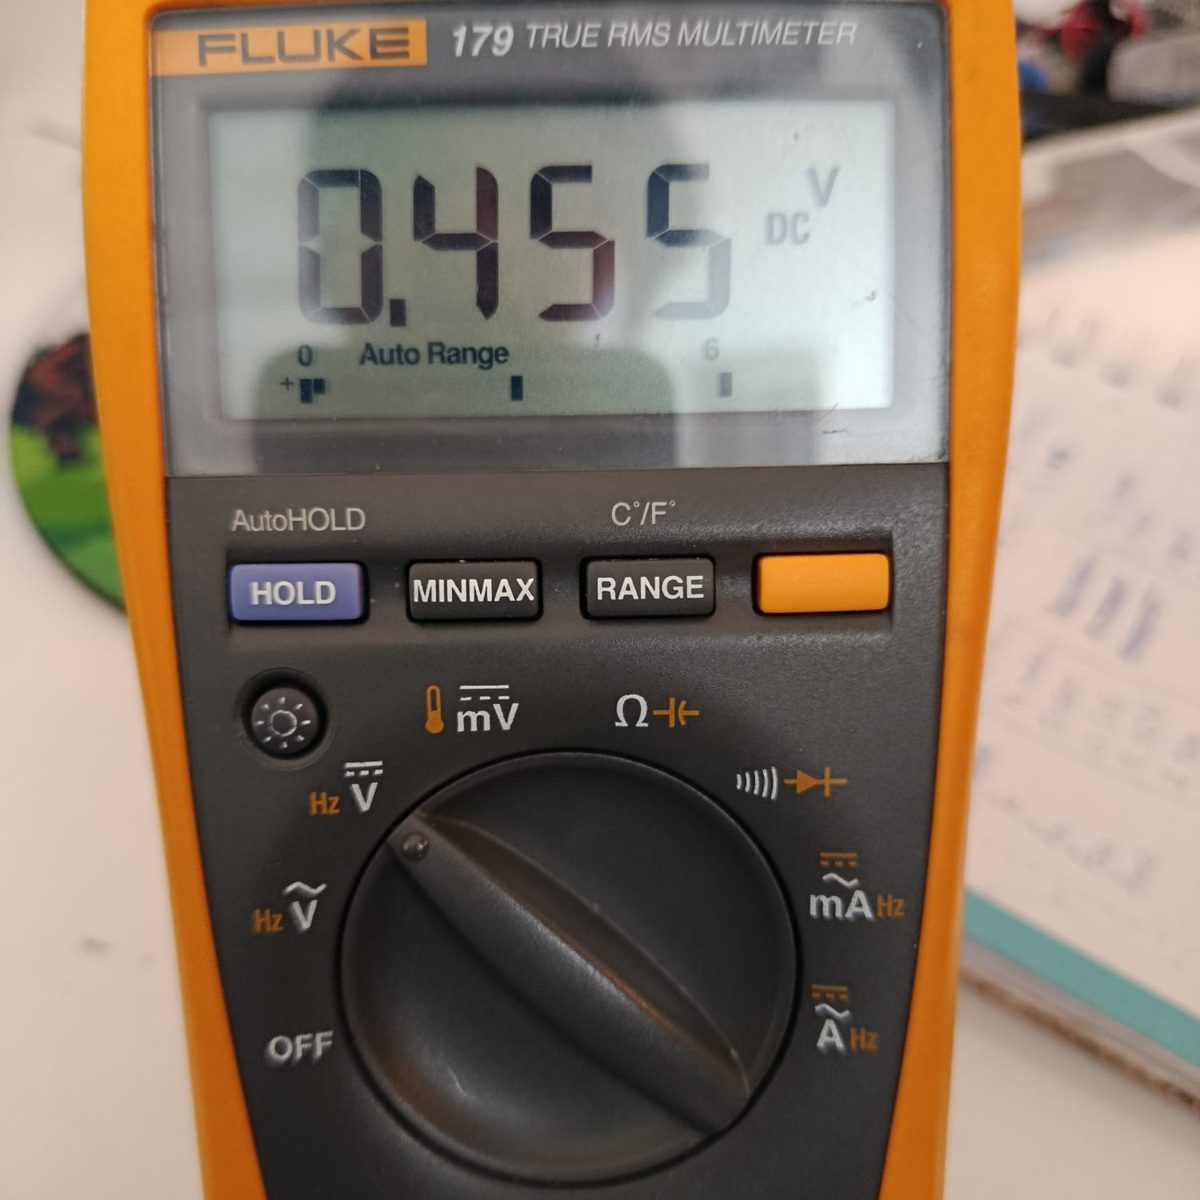 FLUKE 179 TRUE RMS MULTIMETER
0.455 DC V
0 Auto Range 6
+
AutoHOLD C°/F°
HOLD MINMAX RANGE
mV Ω
Hz V
mA Hz
Hz V
A Hz
OFF